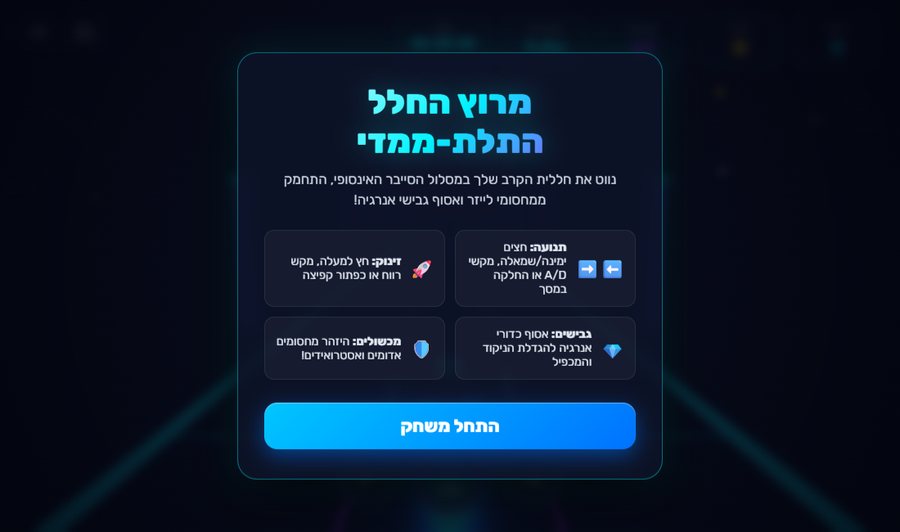 מרוץ החלל
התלת-ממדי
נווט את חללית הקרב שלך במסלול הסייבר האינסופי, התחמק
ממחסומי לייזר ואסוף גבישי אנרגיה!
תנועה: חצים
ימינה/שמאלה, מקשי
A/D או החלקה
במסך
זינוק: חץ למעלה, מקש
רווח או כפתור קפיצה
גבישים: אסוף כדורי
אנרגיה להגדלת הניקוד
והמכפיל
מכשולים: היזהר מחסומים
אדומים ואסטרואידים!
התחל משחק